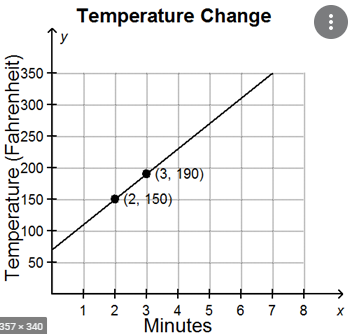 Temperature Change
y
Temperature (Fahrenheit)
350
300
250
200
150
100
50
(3, 190)
(2, 150)
1 2 3 4 5 6 7 8 x
Minutes
357 × 340